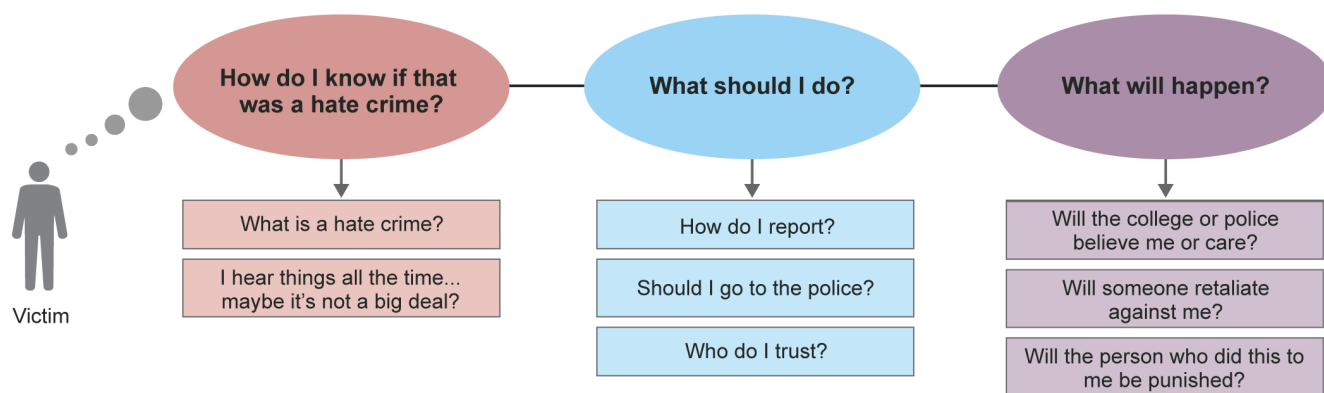 How do I know if that
was a hate crime?
What should I do?
What will happen?
What is a hate crime?
I hear things all the time...
maybe it's not a big deal?
How do I report?
Should I go to the police?
Who do I trust?
Will the college or police
believe me or care?
Will someone retaliate
against me?
Will the person who did this to
me be punished?
Victim